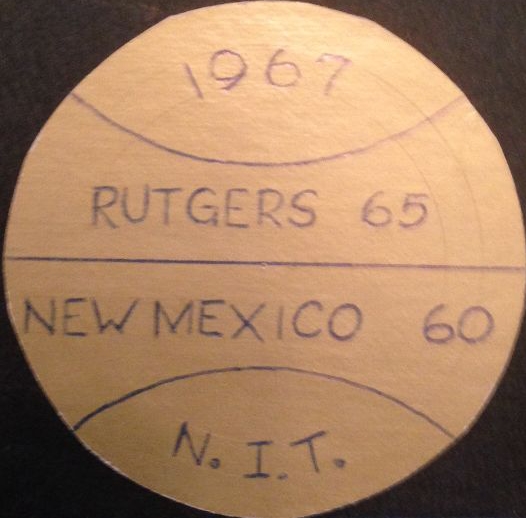 1967
RUTGERS 65
NEW MEXICO 60
N. I. T.